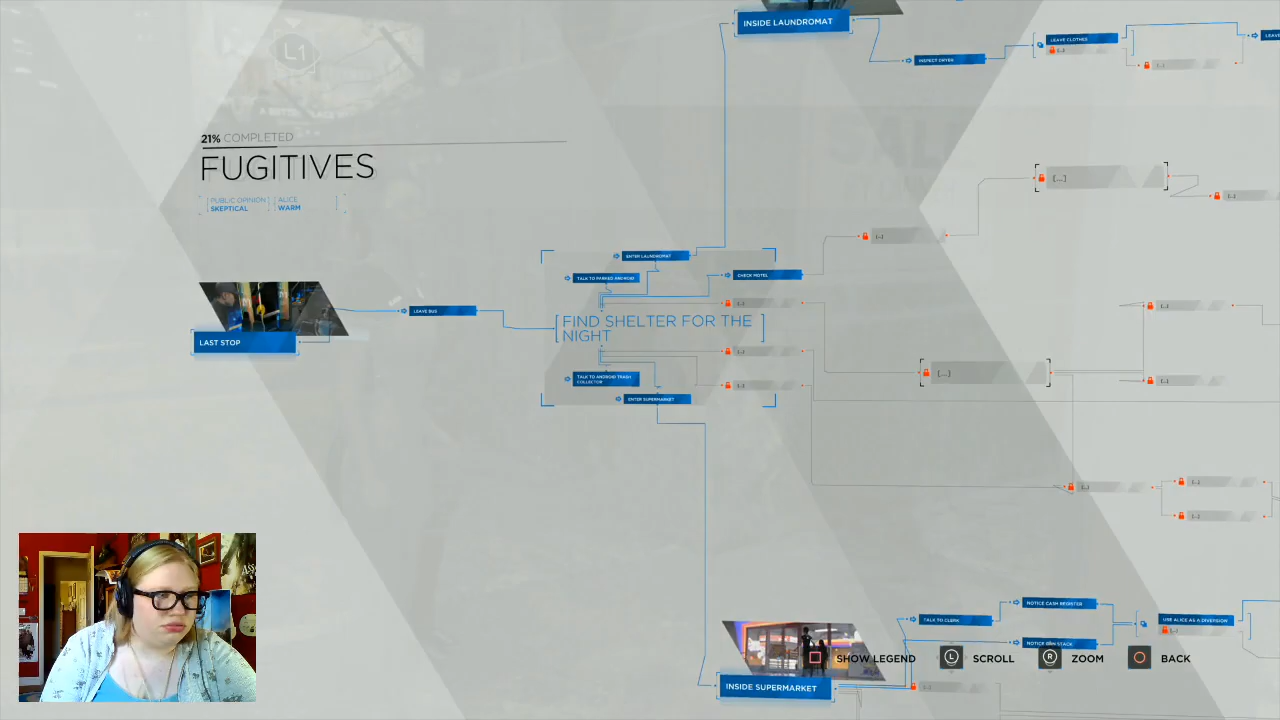 INSIDE LAUNDROMAT
LEAVE CLOTHES
[...]
INSPECT DRYER
[...]
L1
21% COMPLETED
FUGITIVES
PUBLIC OPINION
SKEPTICAL
ALICE
WARM
[...]
[...]
[...]
ENTER LAUNDROMAT
TALK TO PARKED ANDROID
CHECK MOTEL
[...]
[...]
LEAVE BUS
FIND SHELTER FOR THE
NIGHT
LAST STOP
[...]
[...]
[...]
TALK TO ANDROID TRASH
COLLECTOR
[...]
ENTER SUPERMARKET
[...]
[...]
[...]
NOTICE CASH REGISTER
TALK TO CLERK
USE ALICE AS A DIVERSION
[...]
SHOW LEGEND
L
SCROLL
R
ZOOM
BACK
INSIDE SUPERMARKET
[...]